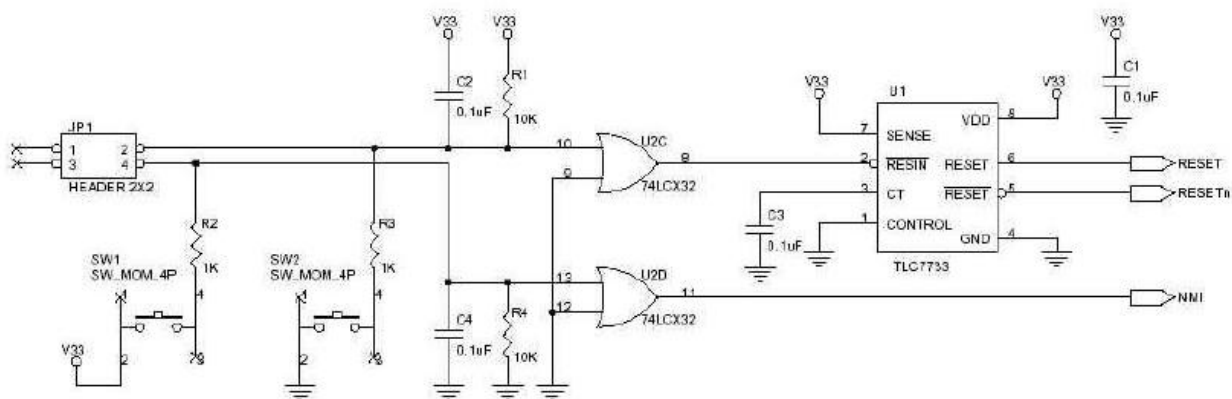 V33
V33
V33
C2
0.1uF
R1
10K
C1
0.1uF
V33
V33
U1
JP1
1
2
3
4
HEADER 2X2
10
9
U2C
8
74LCX32
7
SENSE
VDD
8
2
RESIN
RESET
6
RESET
3
CT
RESET
5
RESETn
C3
0.1uF
1
CONTROL
GND
4
TLC7733
R2
1K
R3
1K
SW1
SW_MOM_4P
SW2
SW_MOM_4P
1
4
1
4
2
3
2
3
V33
13
12
U2D
11
74LCX32
NMI
C4
0.1uF
R4
10K